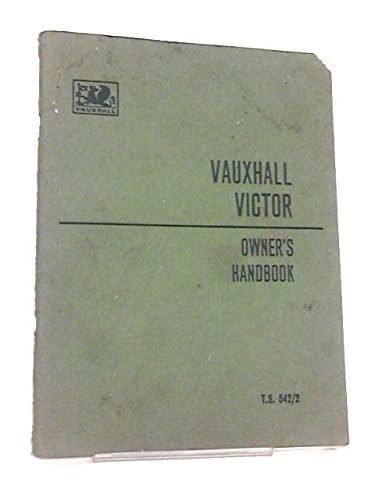 VAUXHALL
VAUXHALL
VICTOR
OWNER'S
HANDBOOK
T.S. 542/2